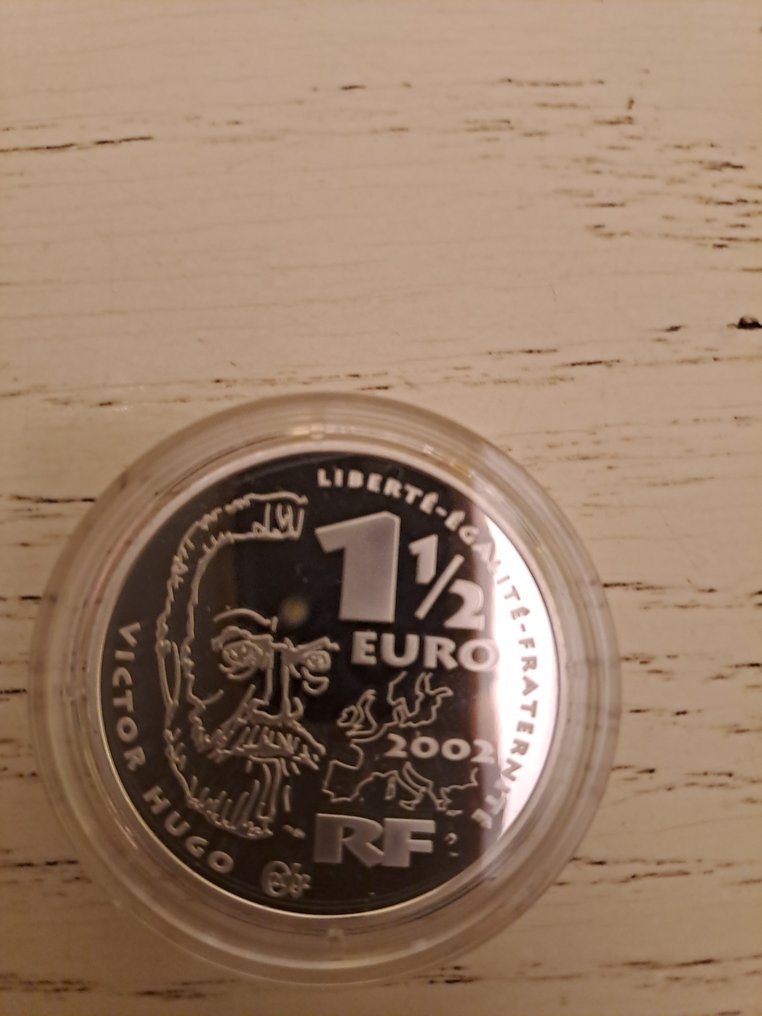 LIBERTÉ-ÉGALITÉ-FRATERNITÉ
1 1/2
EURO
2002
RF
VICTOR HUGO